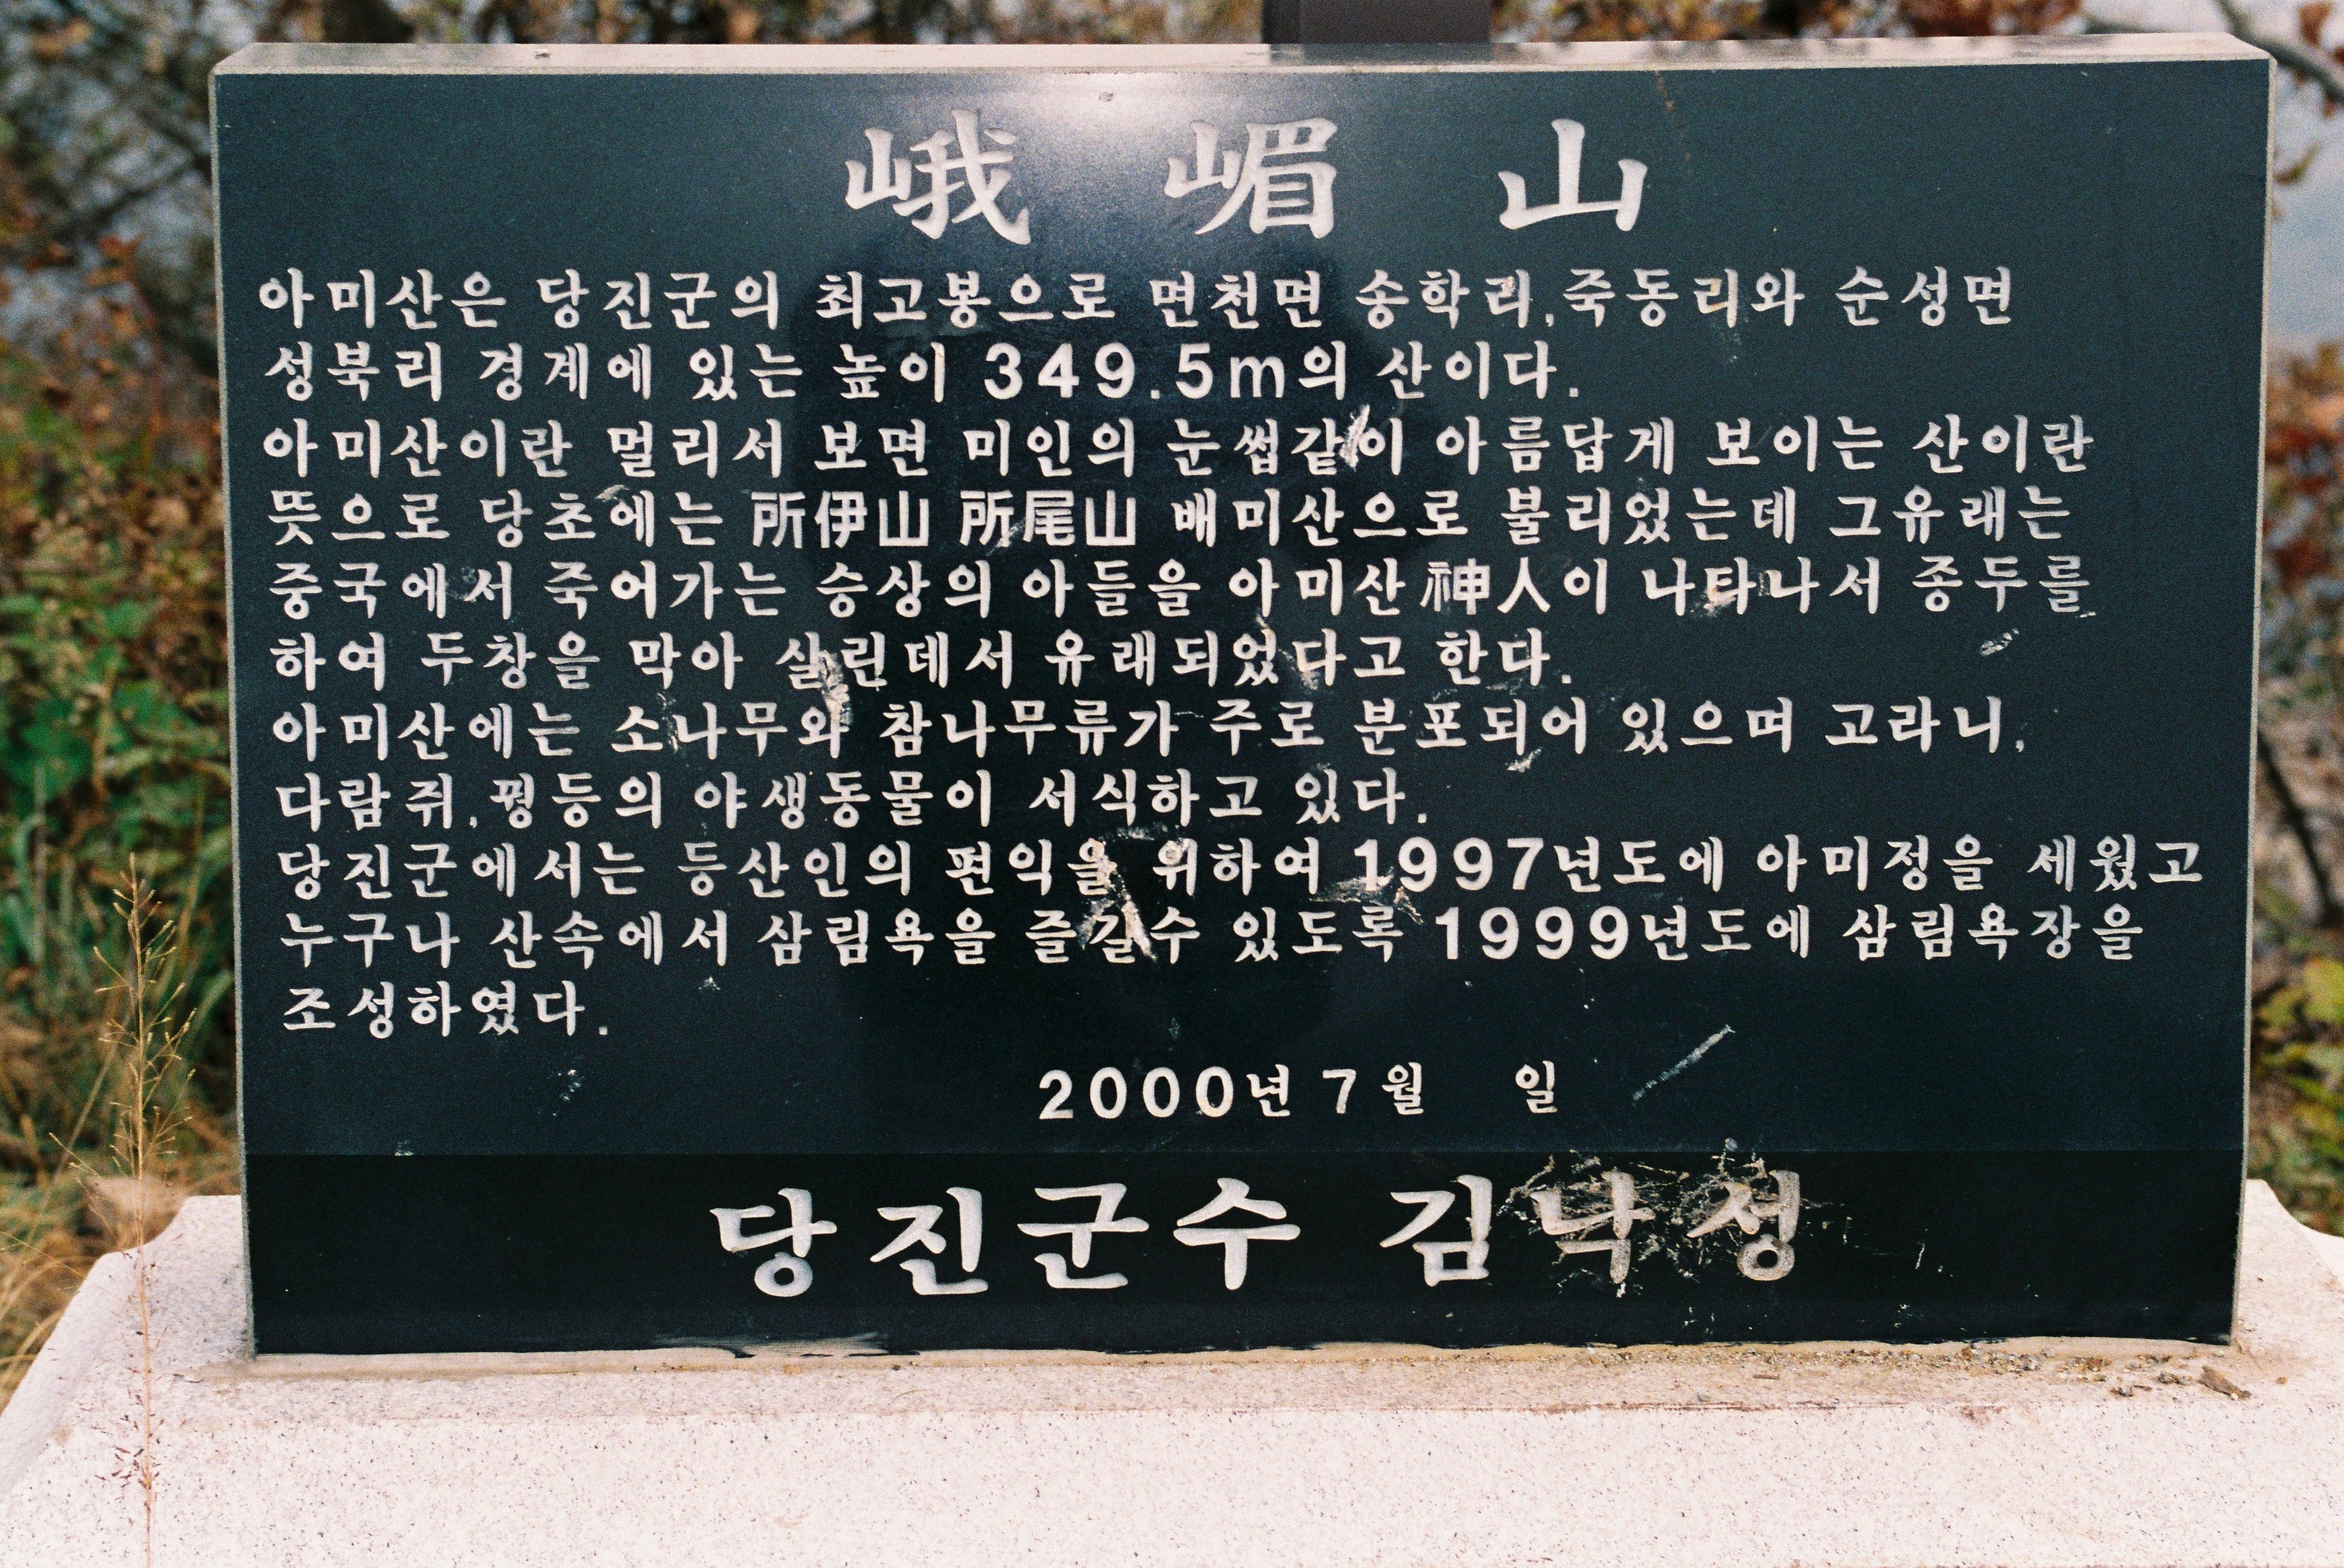 峨 嵋 山
아미산은 당진군의 최고봉으로 면천면 송학리,죽동리와 순성면
성북리 경계에 있는 높이 349.5m의 산이다.
아미산이란 멀리서 보면 미인의 눈썹같이 아름답게 보이는 산이란
뜻으로 당초에는 所伊山 所尾山 배미산으로 불리었는데 그유래는
중국에서 죽어가는 승상의 아들을 아미산神人이 나타나서 종두를
하여 두창을 막아 살린데서 유래되었다고 한다.
아미산에는 소나무와 참나무류가 주로 분포되어 있으며 고라니,
다람쥐,꿩등의 야생동물이 서식하고 있다.
당진군에서는 등산인의 편익을 위하여 1997년도에 아미정을 세웠고
누구나 산속에서 삼림욕을 즐길수 있도록 1999년도에 삼림욕장을
조성하였다.
2000년 7월 일
당진군수 김낙성